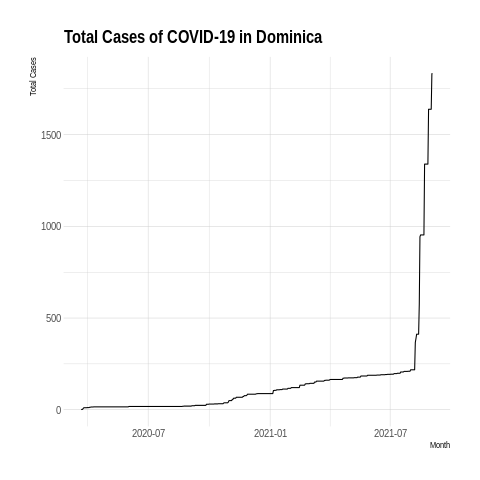 Total Cases of COVID-19 in Dominica
Total Cases
1500
1000
500
0
2020-07
2021-01
2021-07
Month